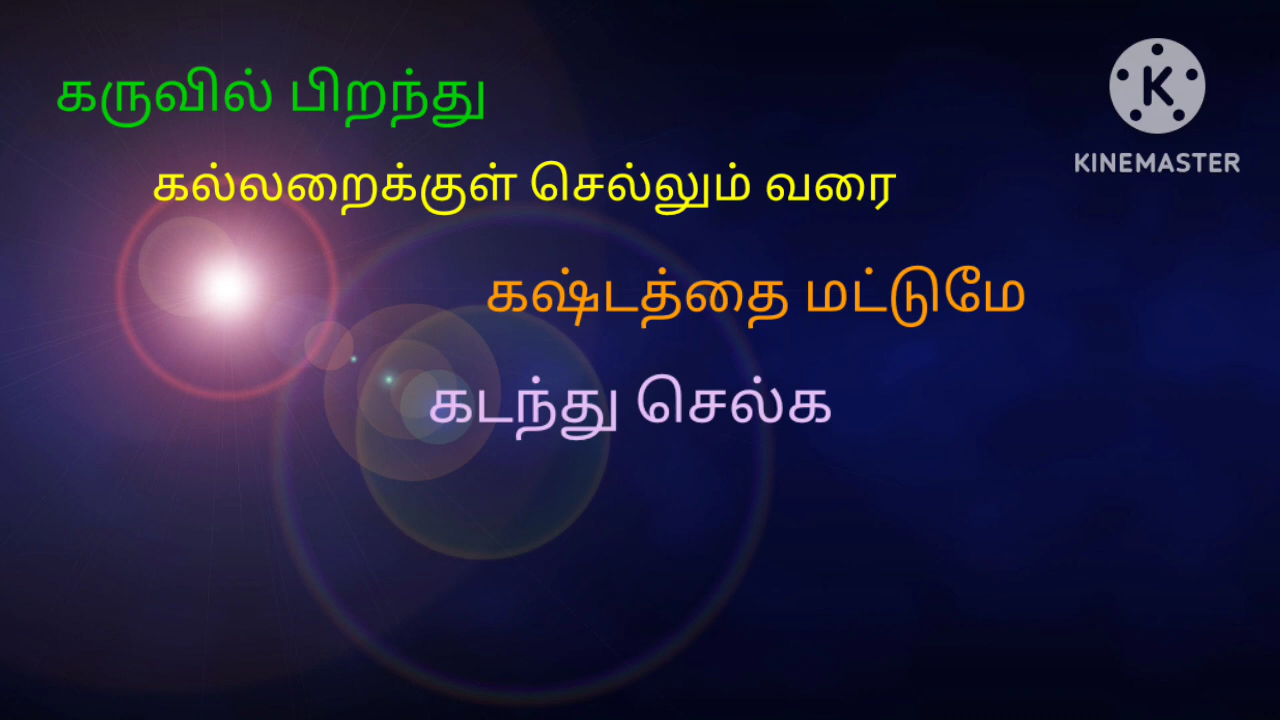 கருவில் பிறந்து
கல்லறைக்குள் செல்லும் வரை
கஷ்டத்தை மட்டுமே
கடந்து செல்க
K
KINEMASTER